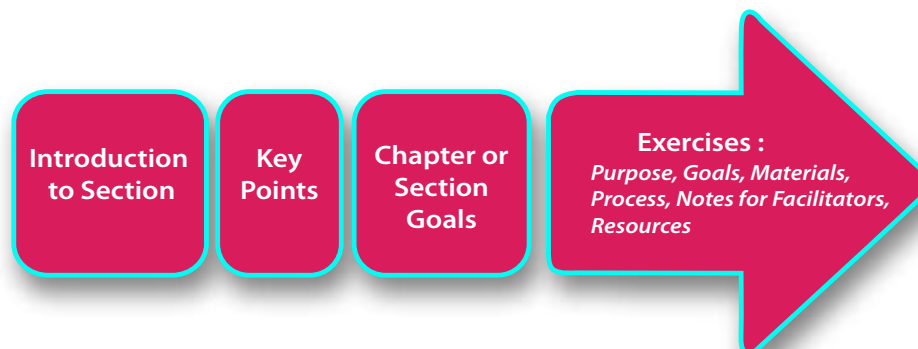 Introduction
to Section
Key
Points
Chapter or
Section
Goals
Exercises :
Purpose, Goals, Materials,
Process, Notes for Facilitators,
Resources